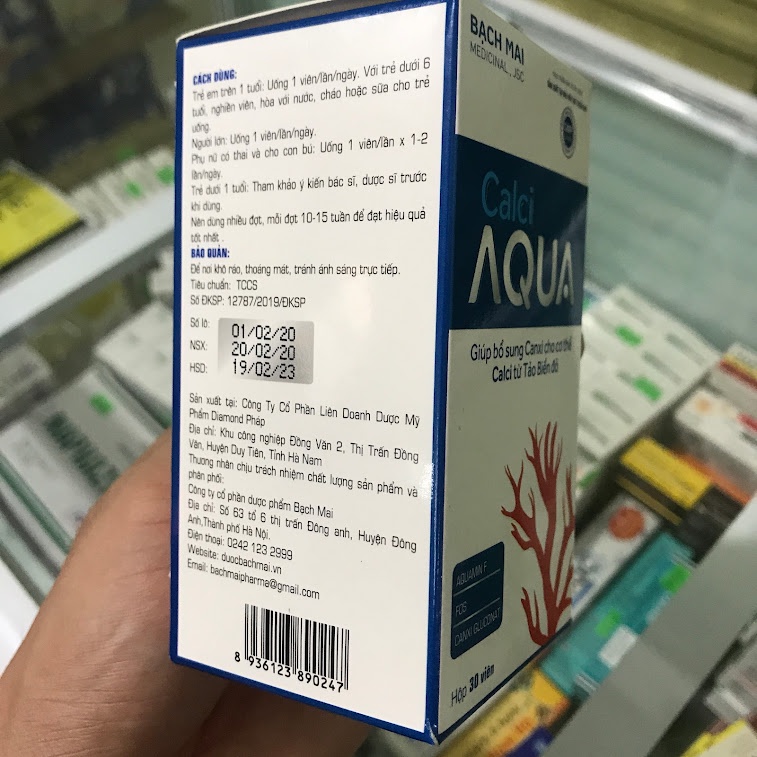 CÁCH DÙNG:
Trẻ em trên 1 tuổi: Uống 1 viên/lần/ngày. Với trẻ dưới 6
tuổi, nghiền viên, hòa với nước, cháo hoặc sữa cho trẻ
uống.
Người lớn: Uống 1 viên/lần/ngày.
Phụ nữ có thai và cho con bú: Uống 1 viên/lần x 1-2
lần/ngày.
Trẻ dưới 1 tuổi: Tham khảo ý kiến bác sĩ, dược sĩ trước
khi dùng.
Nên dùng nhiều đợt, mỗi đợt 10-15 tuần để đạt hiệu quả
tốt nhất .
BẢO QUẢN:
Để nơi khô ráo, thoáng mát, tránh ánh sáng trực tiếp.
Tiêu chuẩn: TCCS
Số ĐKSP: 12787/2019/ĐKSP
Số lô: 01/02/20
NSX: 20/02/20
HSD: 19/02/23
Sản xuất tại: Công Ty Cổ Phần Liên Doanh Dược Mỹ
Phẩm Diamond Pháp
Địa chỉ: Khu công nghiệp Đồng Văn 2, Thị Trấn Đồng
Văn, Huyện Duy Tiên, Tỉnh Hà Nam
Thương nhân chịu trách nhiệm chất lượng sản phẩm và
phân phối:
Công ty cổ phần dược phẩm Bạch Mai
Địa chỉ: Số 63 tổ 6 thị trấn Đông anh, Huyện Đông
Anh,Thành phố Hà Nội.
Điện thoại: 0242 123 2999
Website: duocbachmai.vn
Email: bachmaipharma@gmail.com
8 936123 890247
BẠCH MAI
MEDICINAL., JSC
Calci
AQUA
Giúp bổ sung Canxi cho cơ thể
Calci từ Tảo Biển đỏ
AQUAMIN F
FOS
CANXI GLUCONAT
Hộp 30 viên